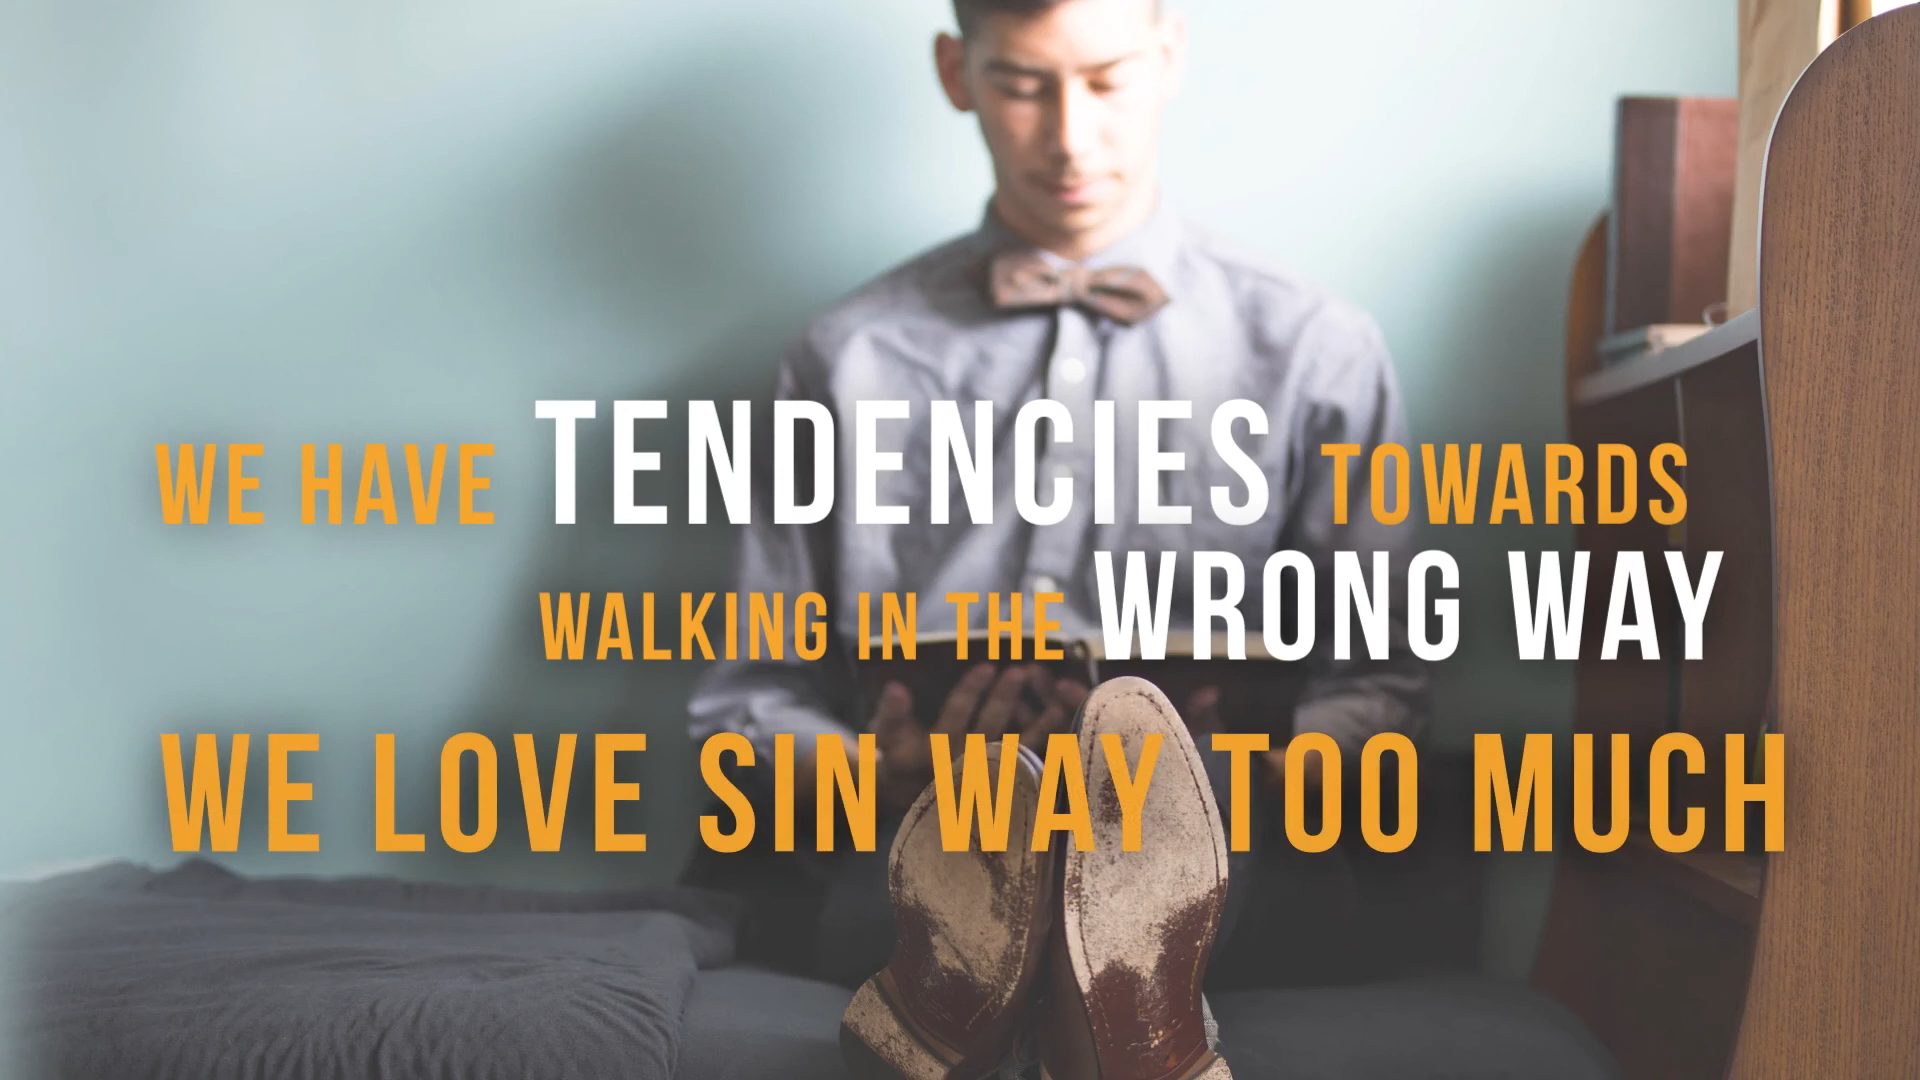 WE HAVE TENDENCIES TOWARDS
WALKING IN THE WRONG WAY
WE LOVE SIN WAY TOO MUCH